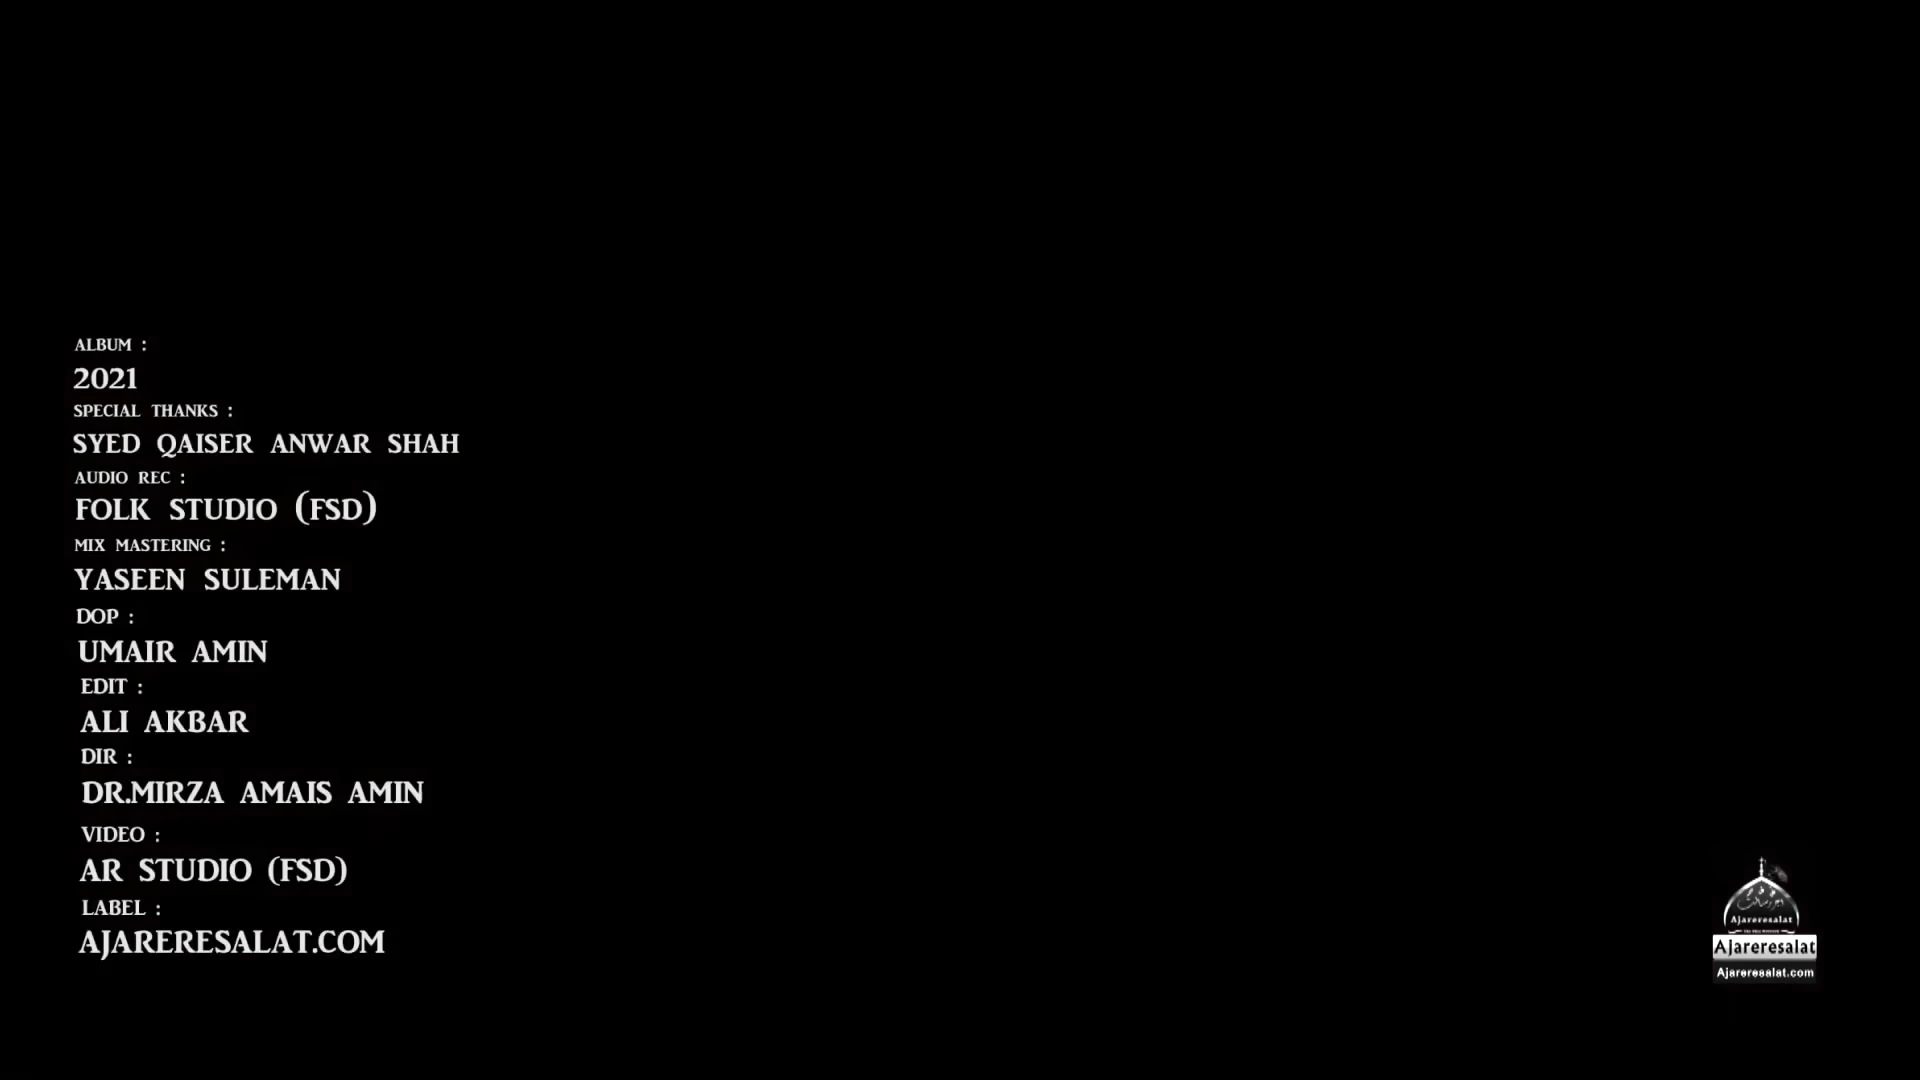 ALBUM :
2021
SPECIAL THANKS :
SYED QAISER ANWAR SHAH
AUDIO REC :
FOLK STUDIO (FSD)
MIX MASTERING :
YASEEN SULEMAN
DOP :
UMAIR AMIN
EDIT :
ALI AKBAR
DIR :
DR.MIRZA AMAIS AMIN
VIDEO :
AR STUDIO (FSD)
LABEL :
AJARERESALAT.COM
Ajareresalat
Ajareresalat
Ajareresalat.com